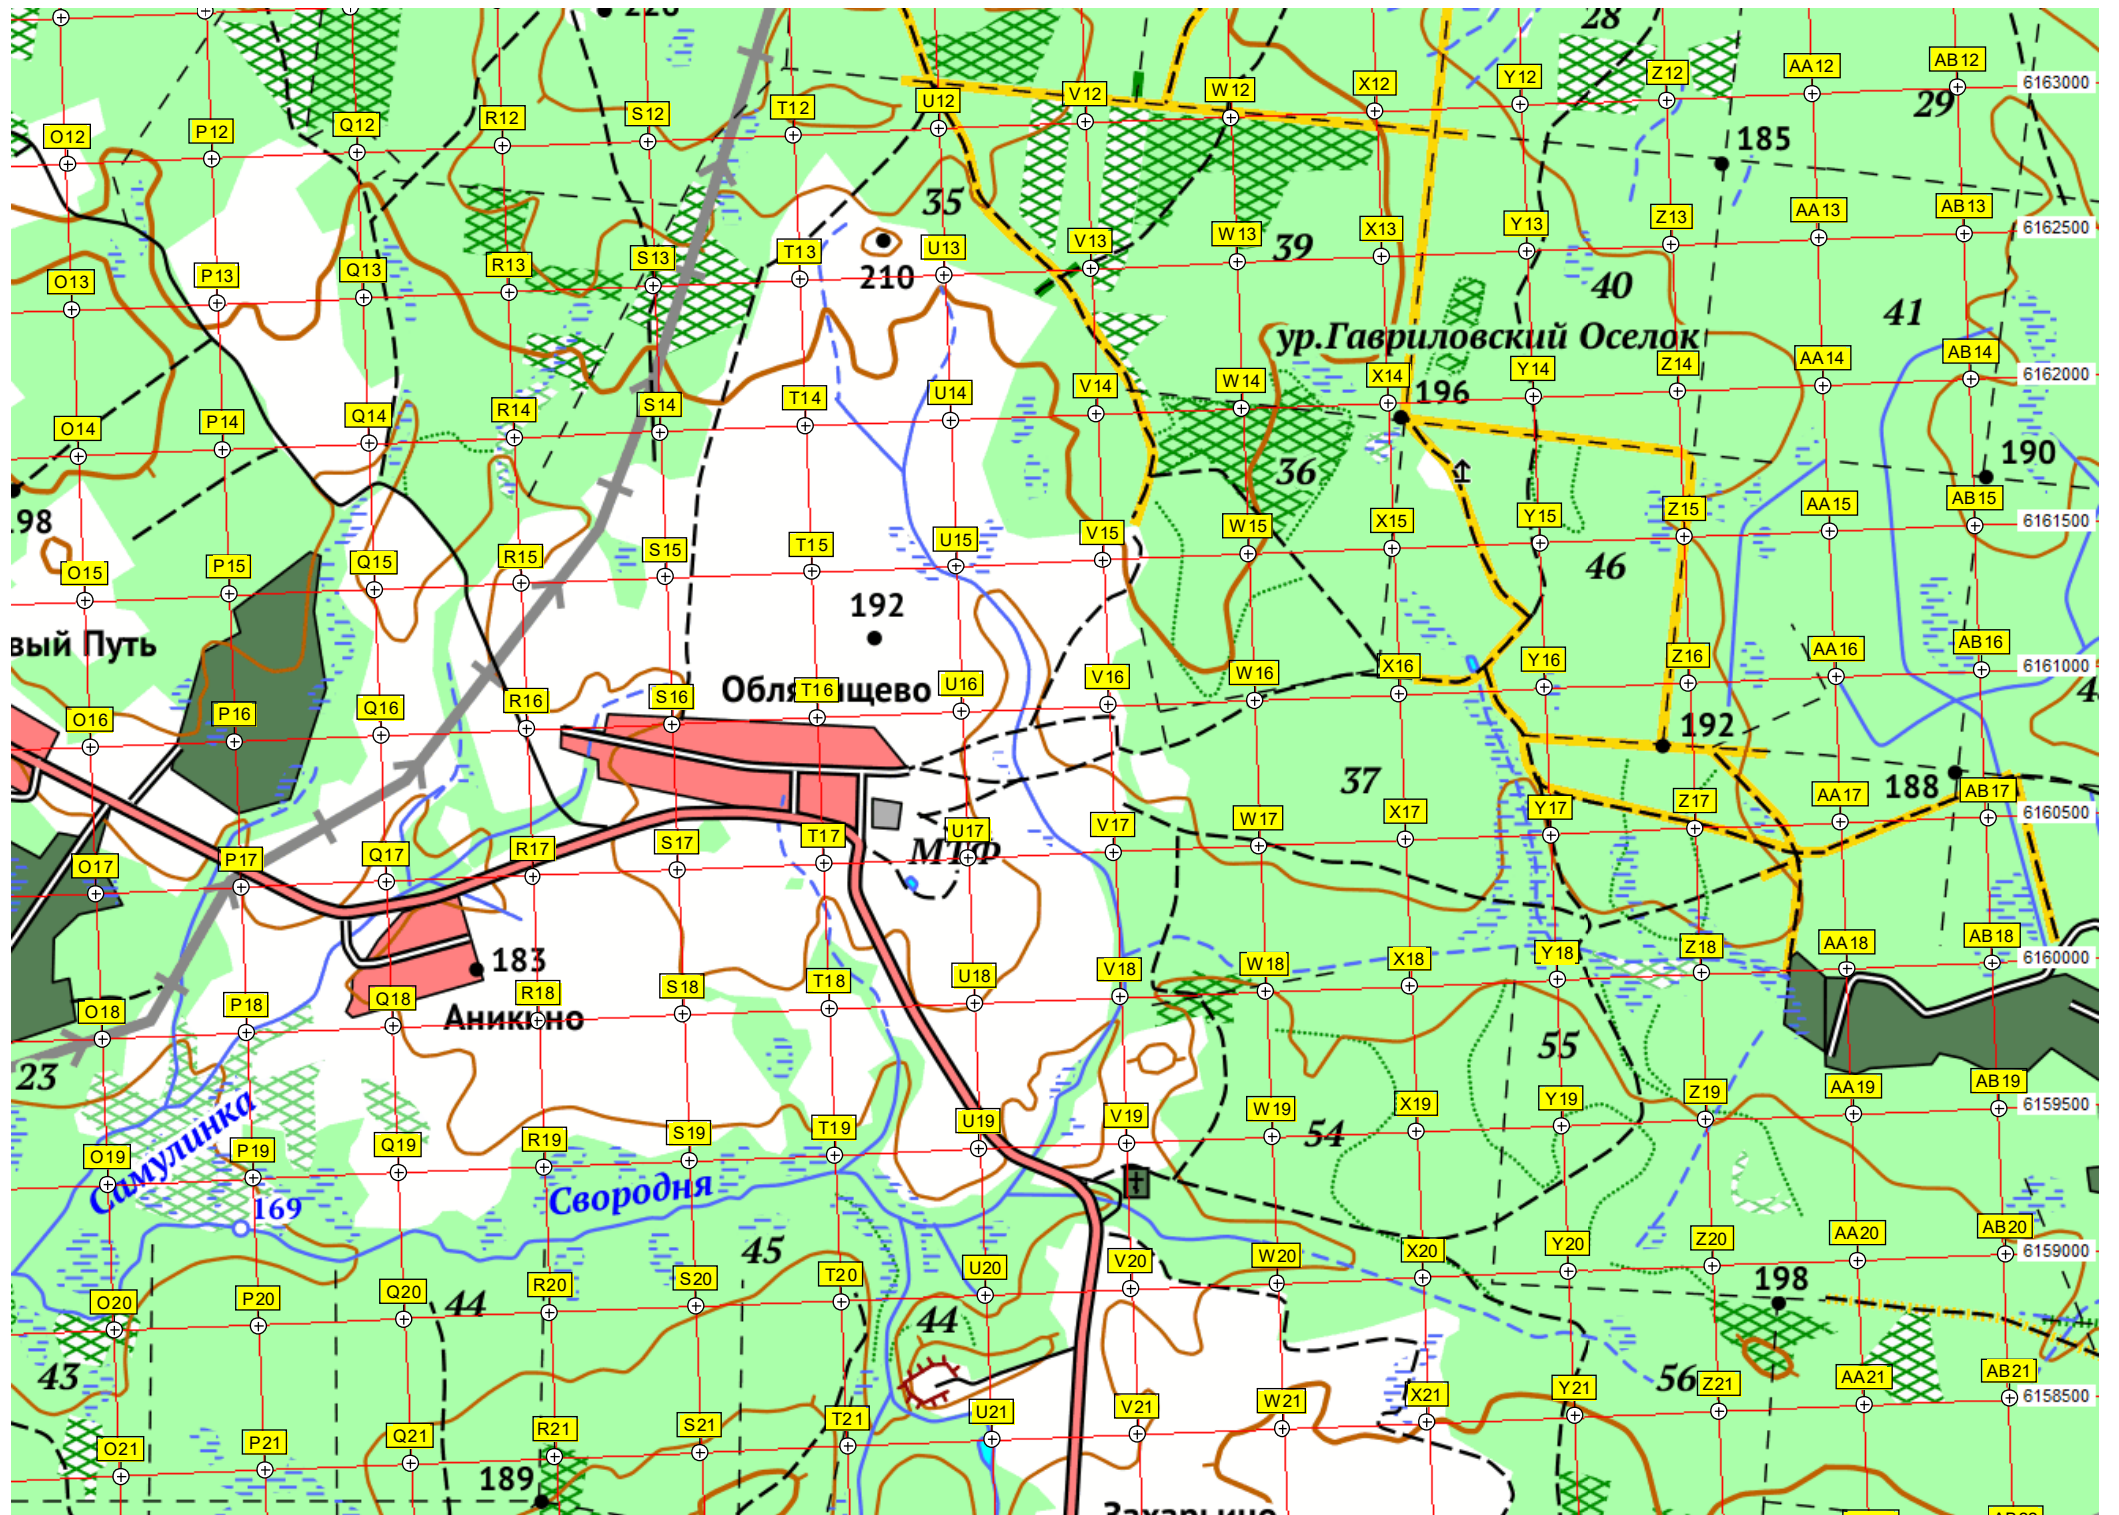 28
Y12
Z12
AA12
AB12
6163000
O12
P12
Q12
R12
S12
T12
U12
V12
W12
X12
29
185
35
O13
P13
Q13
R13
S13
T13
U13
V13
W13
X13
Y13
Z13
AA13
AB13
6162500
210
39
40
41
ур.Гавриловский Оселок
O14
P14
Q14
R14
S14
T14
U14
V14
W14
X14
Y14
Z14
AA14
AB14
6162000
196
36
190
O15
P15
Q15
R15
S15
T15
U15
V15
W15
X15
Y15
Z15
AA15
AB15
6161500
46
192
вый Путь
Обля щево
O16
P16
Q16
R16
S16
T16
U16
V16
W16
X16
Y16
Z16
AA16
AB16
6161000
192
37
188
O17
P17
Q17
R17
S17
T17
U17
V17
W17
X17
Y17
Z17
AA17
AB17
6160500
МТФ
183
Аникино
O18
P18
Q18
R18
S18
T18
U18
V18
W18
X18
Y18
Z18
AA18
AB18
6160000
23
55
Самулинка
O19
P19
Q19
R19
S19
T19
U19
V19
W19
X19
Y19
Z19
AA19
AB19
6159500
54
169
Свородня
45
O20
P20
Q20
R20
S20
T20
U20
V20
W20
X20
Y20
Z20
AA20
AB20
6159000
44
44
198
43
56
O21
P21
Q21
R21
S21
T21
U21
V21
W21
X21
Y21
Z21
AA21
AB21
6158500
189
Захарьино